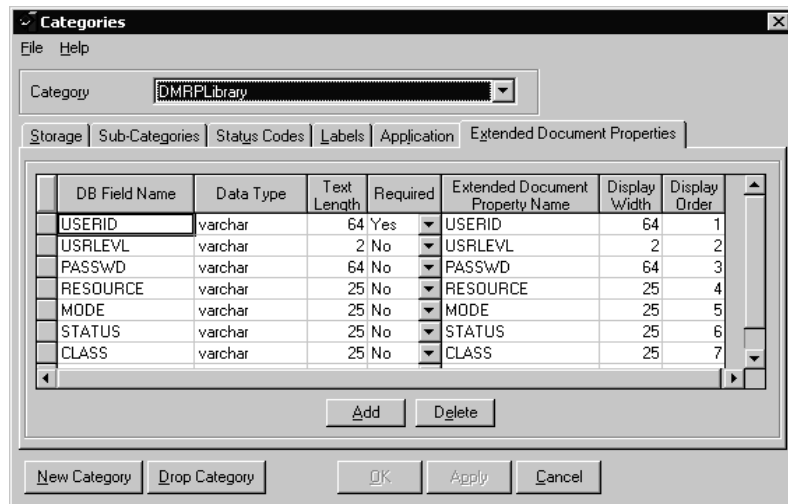 Categories
File Help
Category DMRPLibrary
Storage Sub-Categories Status Codes Labels Application Extended Document Properties
DB Field Name Data Type Text Length Required Extended Document Property Name Display Width Display Order
USERID varchar 64 Yes USERID 64 1
USRLEVL varchar 2 No USRLEVL 2 2
PASSWD varchar 64 No PASSWD 64 3
RESOURCE varchar 25 No RESOURCE 25 4
MODE varchar 25 No MODE 25 5
STATUS varchar 25 No STATUS 25 6
CLASS varchar 25 No CLASS 25 7
Add Delete
New Category Drop Category OK Apply Cancel